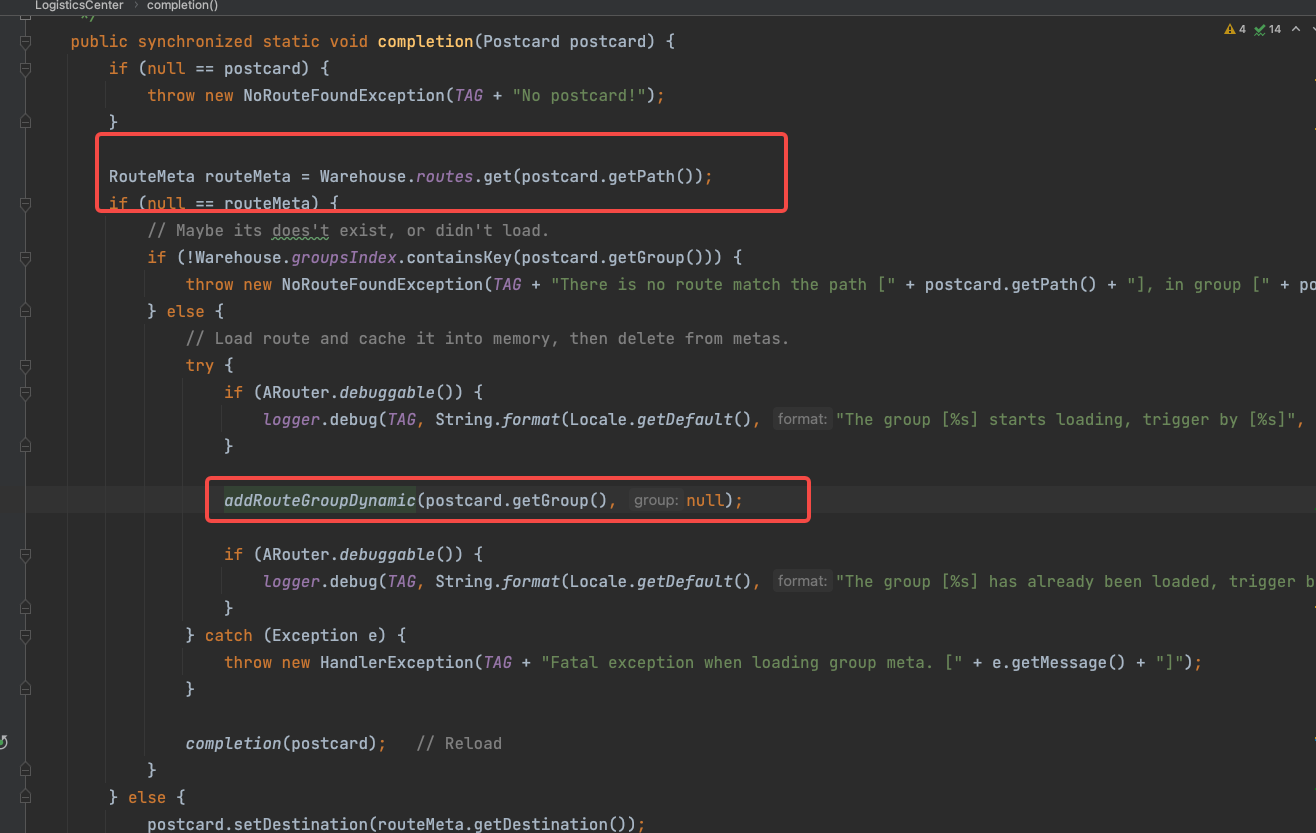 LogisticsCenter › completion()
*/
4 14
public synchronized static void completion(Postcard postcard) {
if (null == postcard) {
throw new NoRouteFoundException(TAG + "No postcard!");
}
RouteMeta routeMeta = Warehouse.routes.get(postcard.getPath());
if (null == routeMeta) {
// Maybe its does't exist, or didn't load.
if (!Warehouse.groupsIndex.containsKey(postcard.getGroup())) {
throw new NoRouteFoundException(TAG + "There is no route match the path [" + postcard.getPath() + "], in group [" + po
} else {
// Load route and cache it into memory, then delete from metas.
try {
if (ARouter.debuggable()) {
logger.debug(TAG, String.format(Locale.getDefault(), format: "The group [%s] starts loading, trigger by [%s]",
}
addRouteGroupDynamic(postcard.getGroup(), group: null);
if (ARouter.debuggable()) {
logger.debug(TAG, String.format(Locale.getDefault(), format: "The group [%s] has already been loaded, trigger b
}
} catch (Exception e) {
throw new HandlerException(TAG + "Fatal exception when loading group meta. [" + e.getMessage() + "]");
}
completion(postcard); // Reload
}
} else {
postcard.setDestination(routeMeta.getDestination());